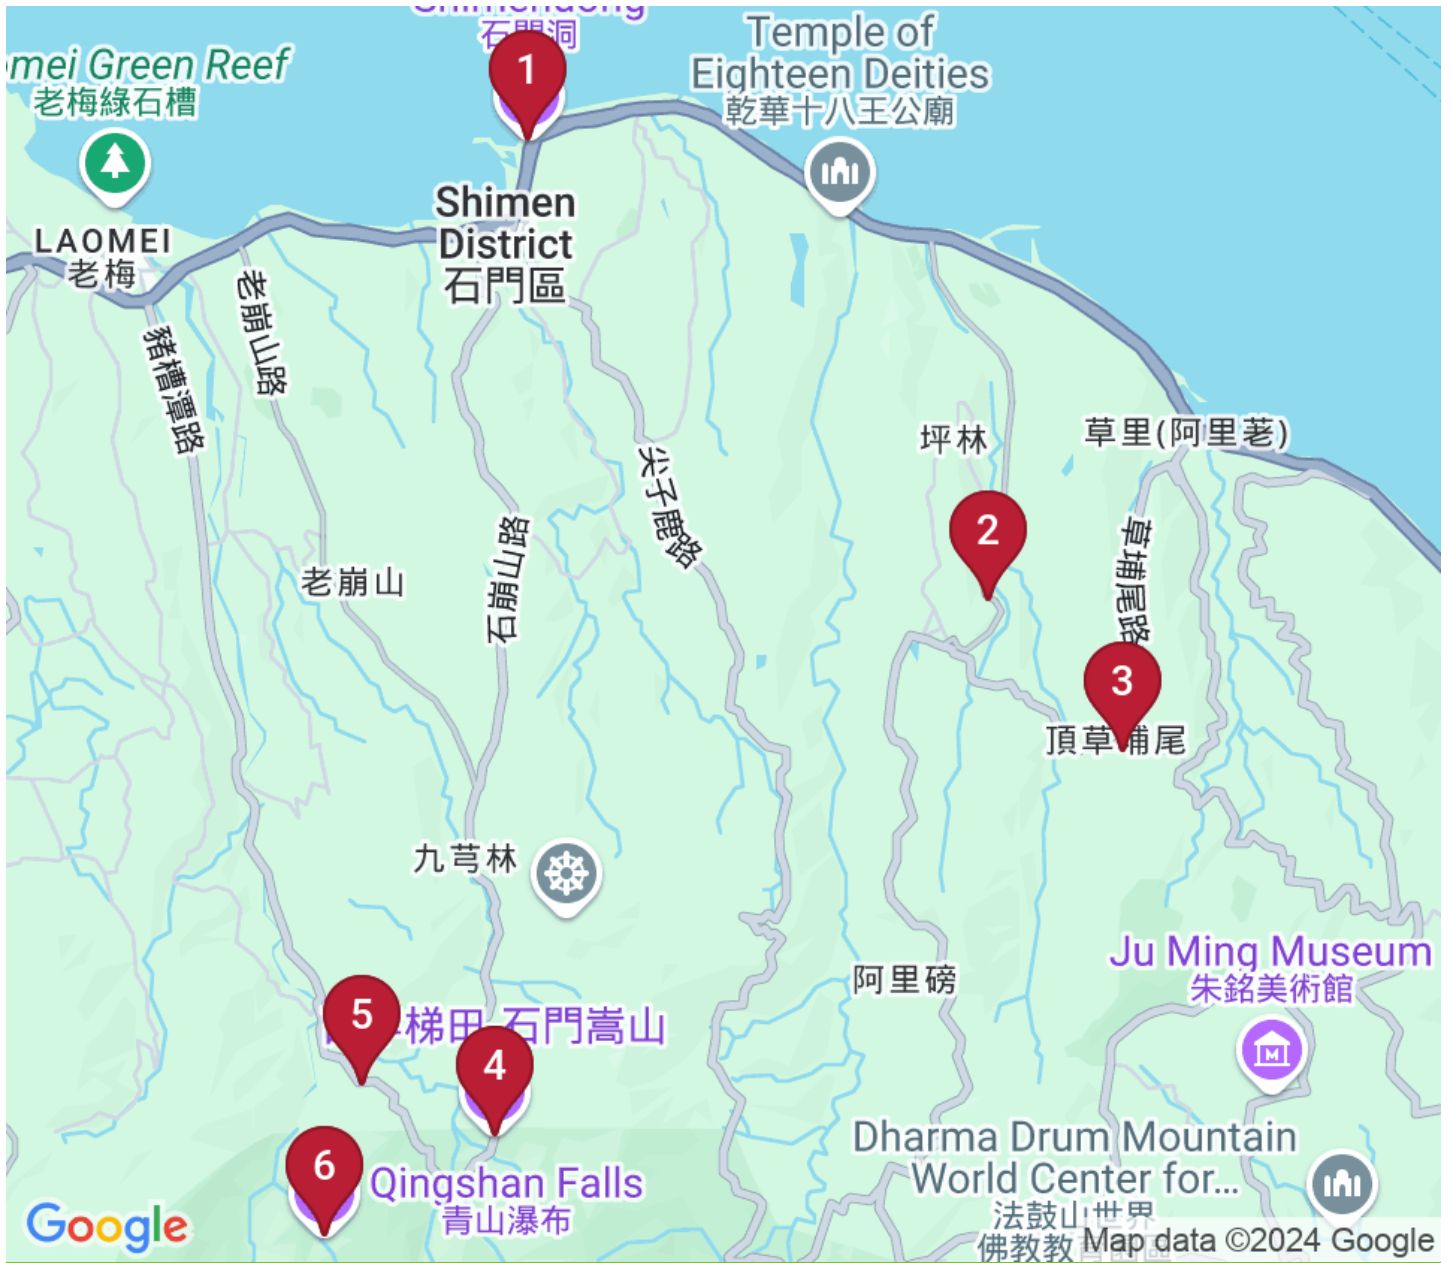 Shimendong
石門洞
1
Temple of
Eighteen Deities
乾華十八王公廟
mei Green Reef
老梅綠石槽
Shimen
District
石門區
LAOMEI
老梅
老崩山路
豬槽潭路
坪林
草里(阿里荖)
尖子鹿路
2
草埔尾路
石崩山路
老崩山
3
頂草埔尾
九芎林
Ju Ming Museum
朱銘美術館
阿里磅
5
梯田 石門嵩山
4
Dharma Drum Mountain
World Center for...
法鼓山世界
佛教教
6
Qingshan Falls
青山瀑布
Google
Map data ©2024 Google